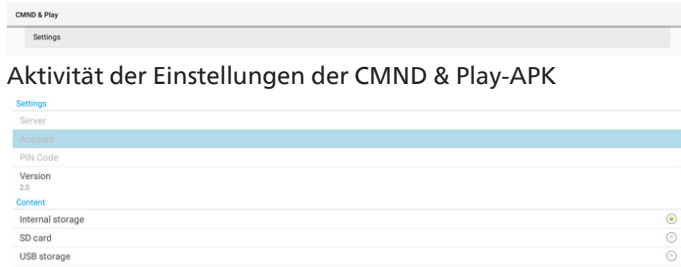 CMND & Play
Settings
Aktivität der Einstellungen der CMND & Play-APK
Settings
Server
Account
PIN Code
Version
2.0
Content
Internal storage
SD card
USB storage